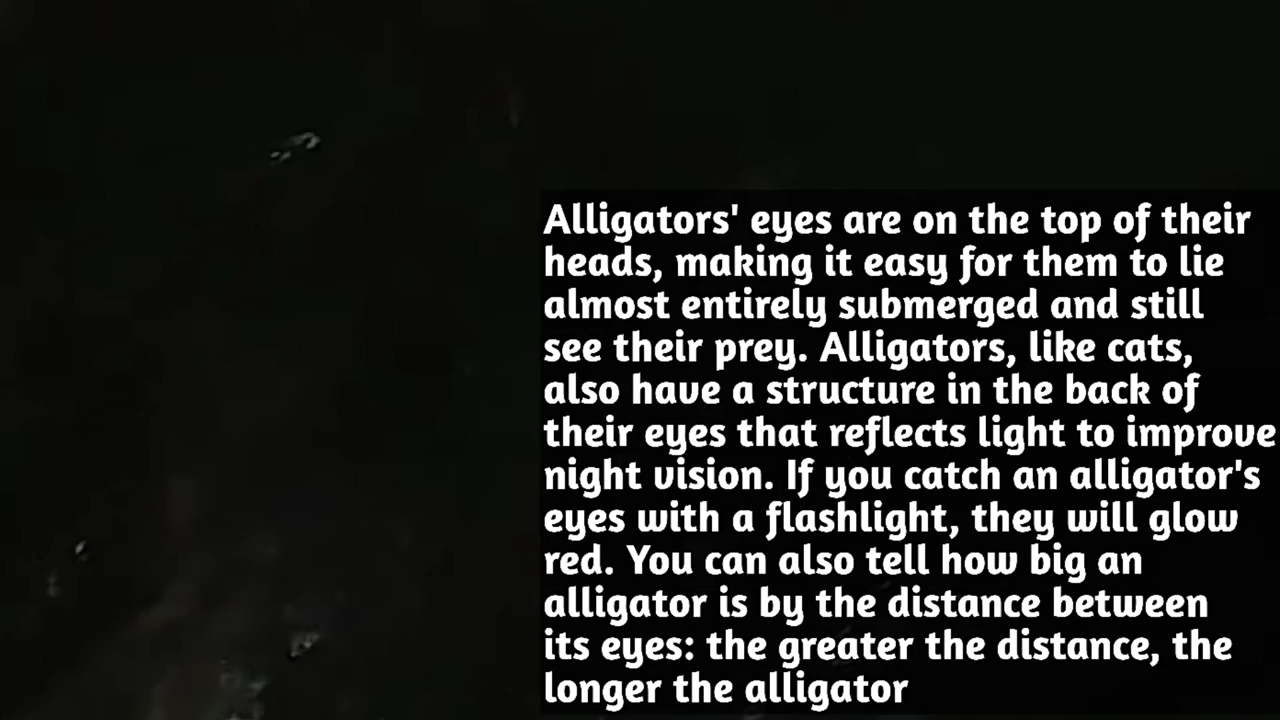 Alligators' eyes are on the top of their
heads, making it easy for them to lie
almost entirely submerged and still
see their prey. Alligators, like cats,
also have a structure in the back of
their eyes that reflects light to improve
night vision. If you catch an alligator's
eyes with a flashlight, they will glow
red. You can also tell how big an
alligator is by the distance between
its eyes: the greater the distance, the
longer the alligator